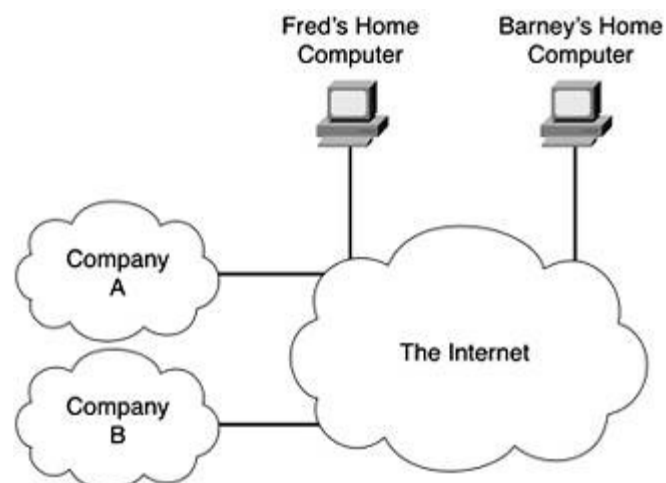 Fred's Home
Computer
Barney's Home
Computer
Company
A
The Internet
Company
B